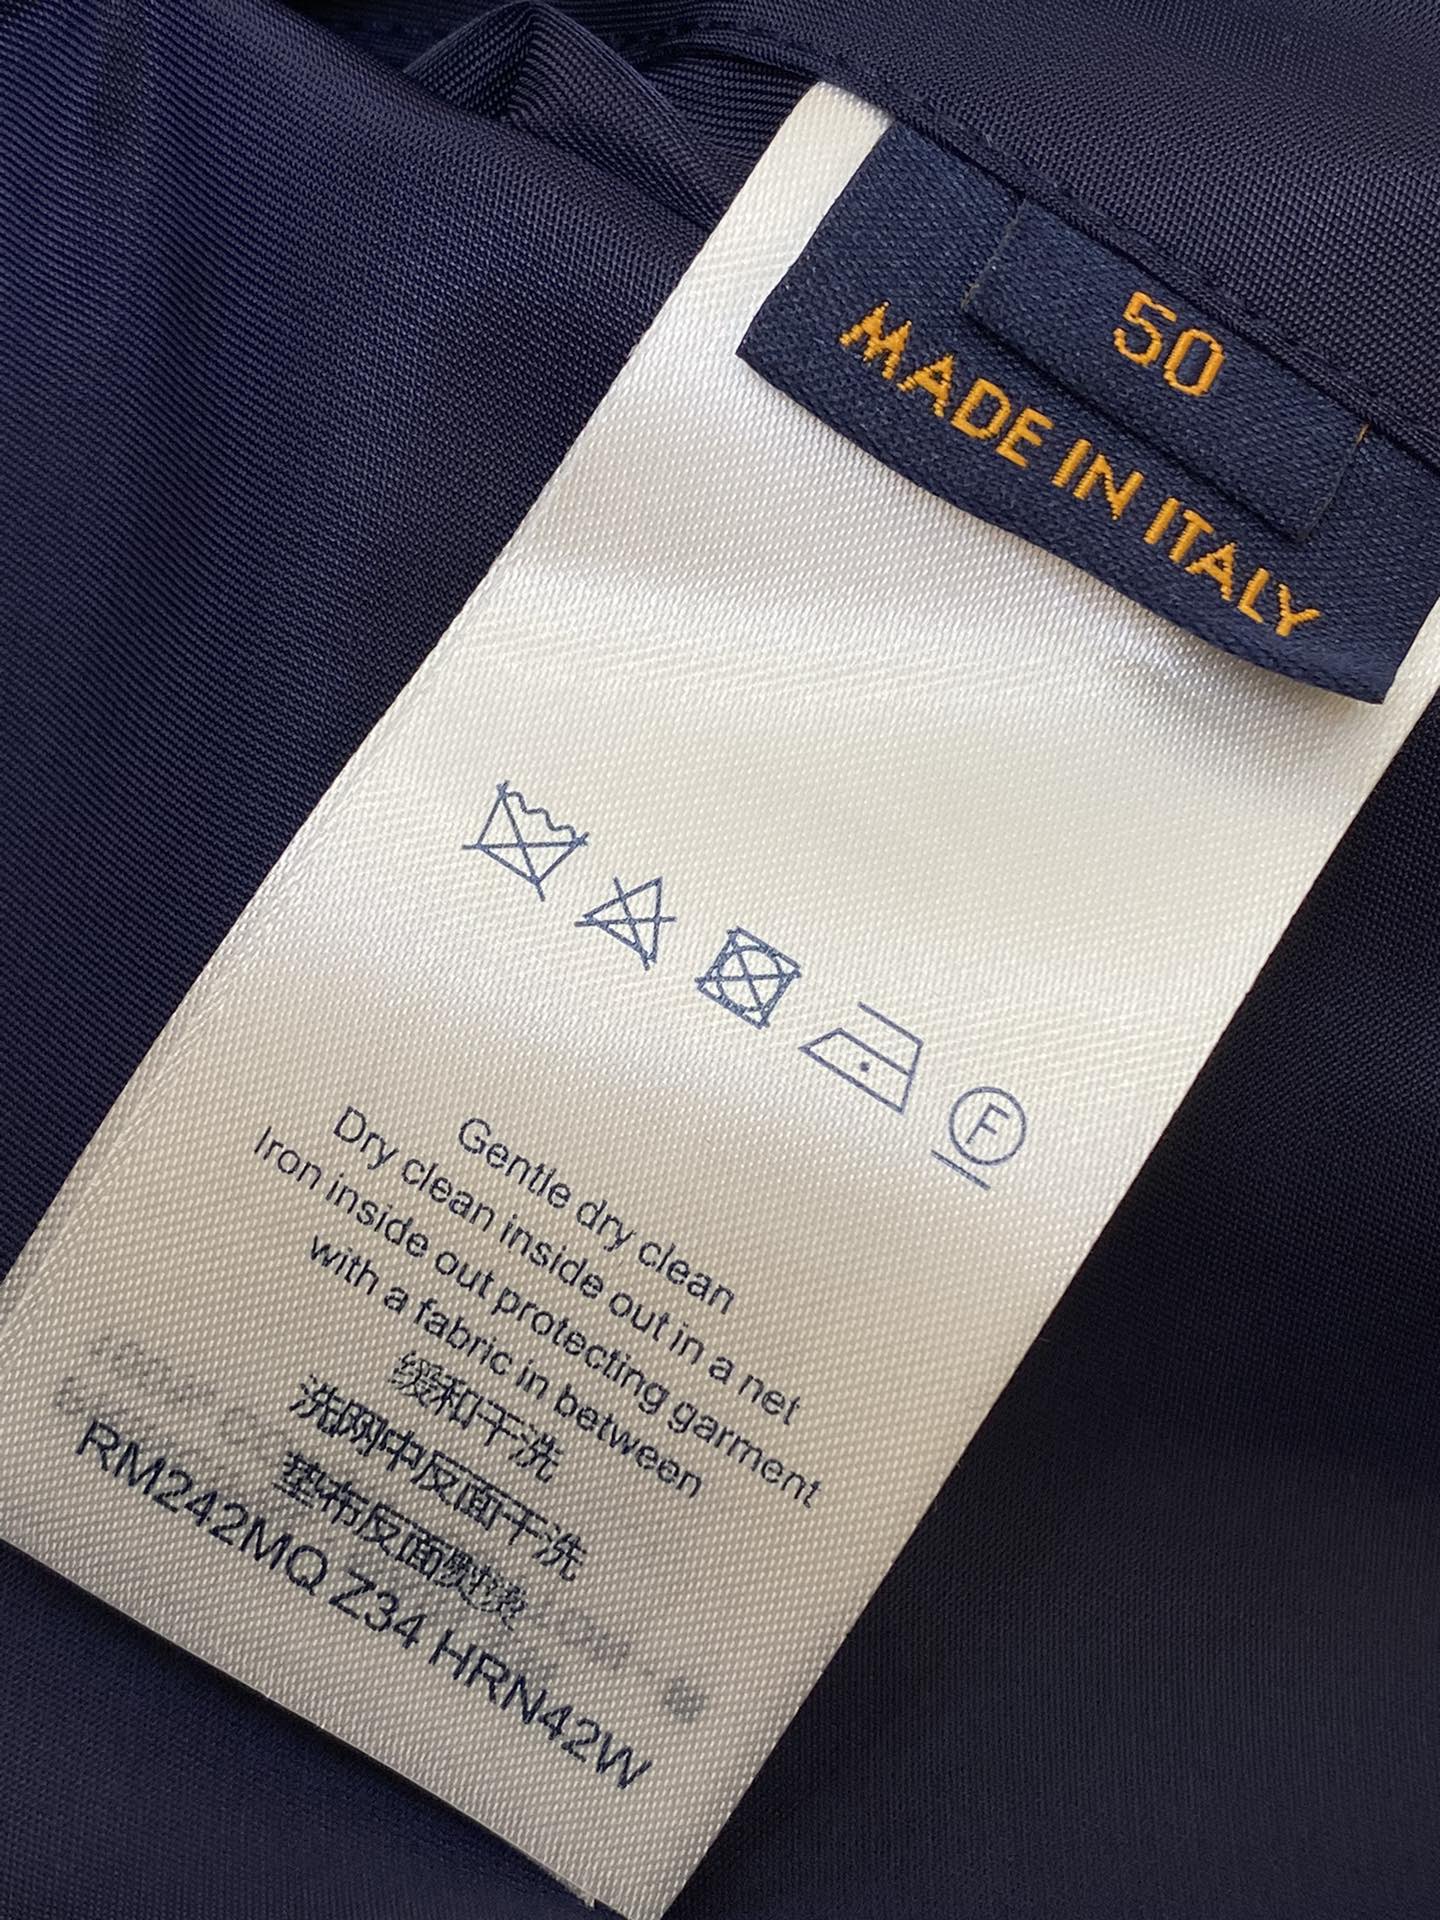 50
MADE IN ITALY
F
Gentle dry clean
Dry clean inside out in a net
Iron inside out protecting garment
with a fabric in between
缓和干洗
洗网中反面干洗
垫布反面熨烫
RM242MQ Z34 HRN42W